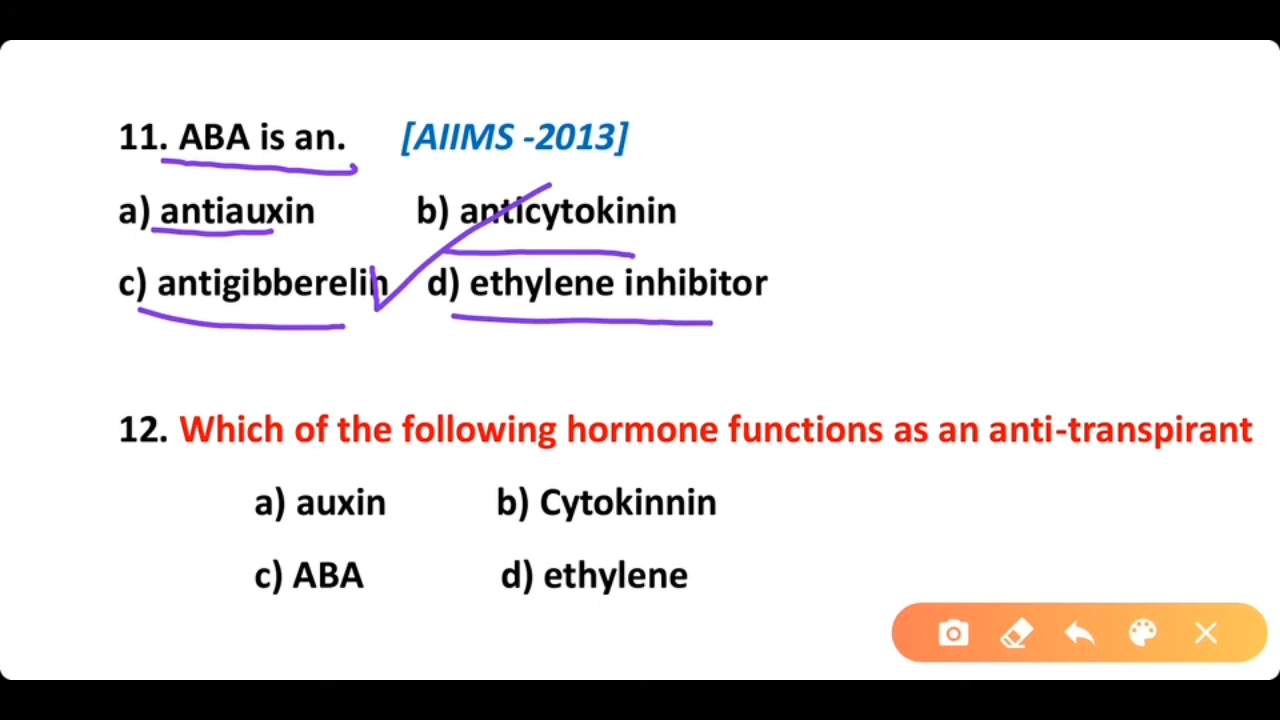 11. ABA is an. [AIIMS -2013]
a) antiauxin b) anticytokinin
c) antigibberelin d) ethylene inhibitor
12. Which of the following hormone functions as an anti-transpirant
a) auxin b) Cytokinnin
c) ABA d) ethylene